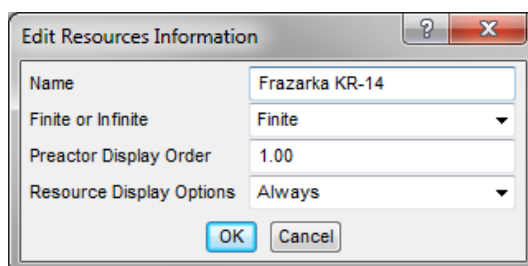 Edit Resources Information
Name Frazarka KR-14
Finite or Infinite Finite
Preactor Display Order 1.00
Resource Display Options Always
OK Cancel